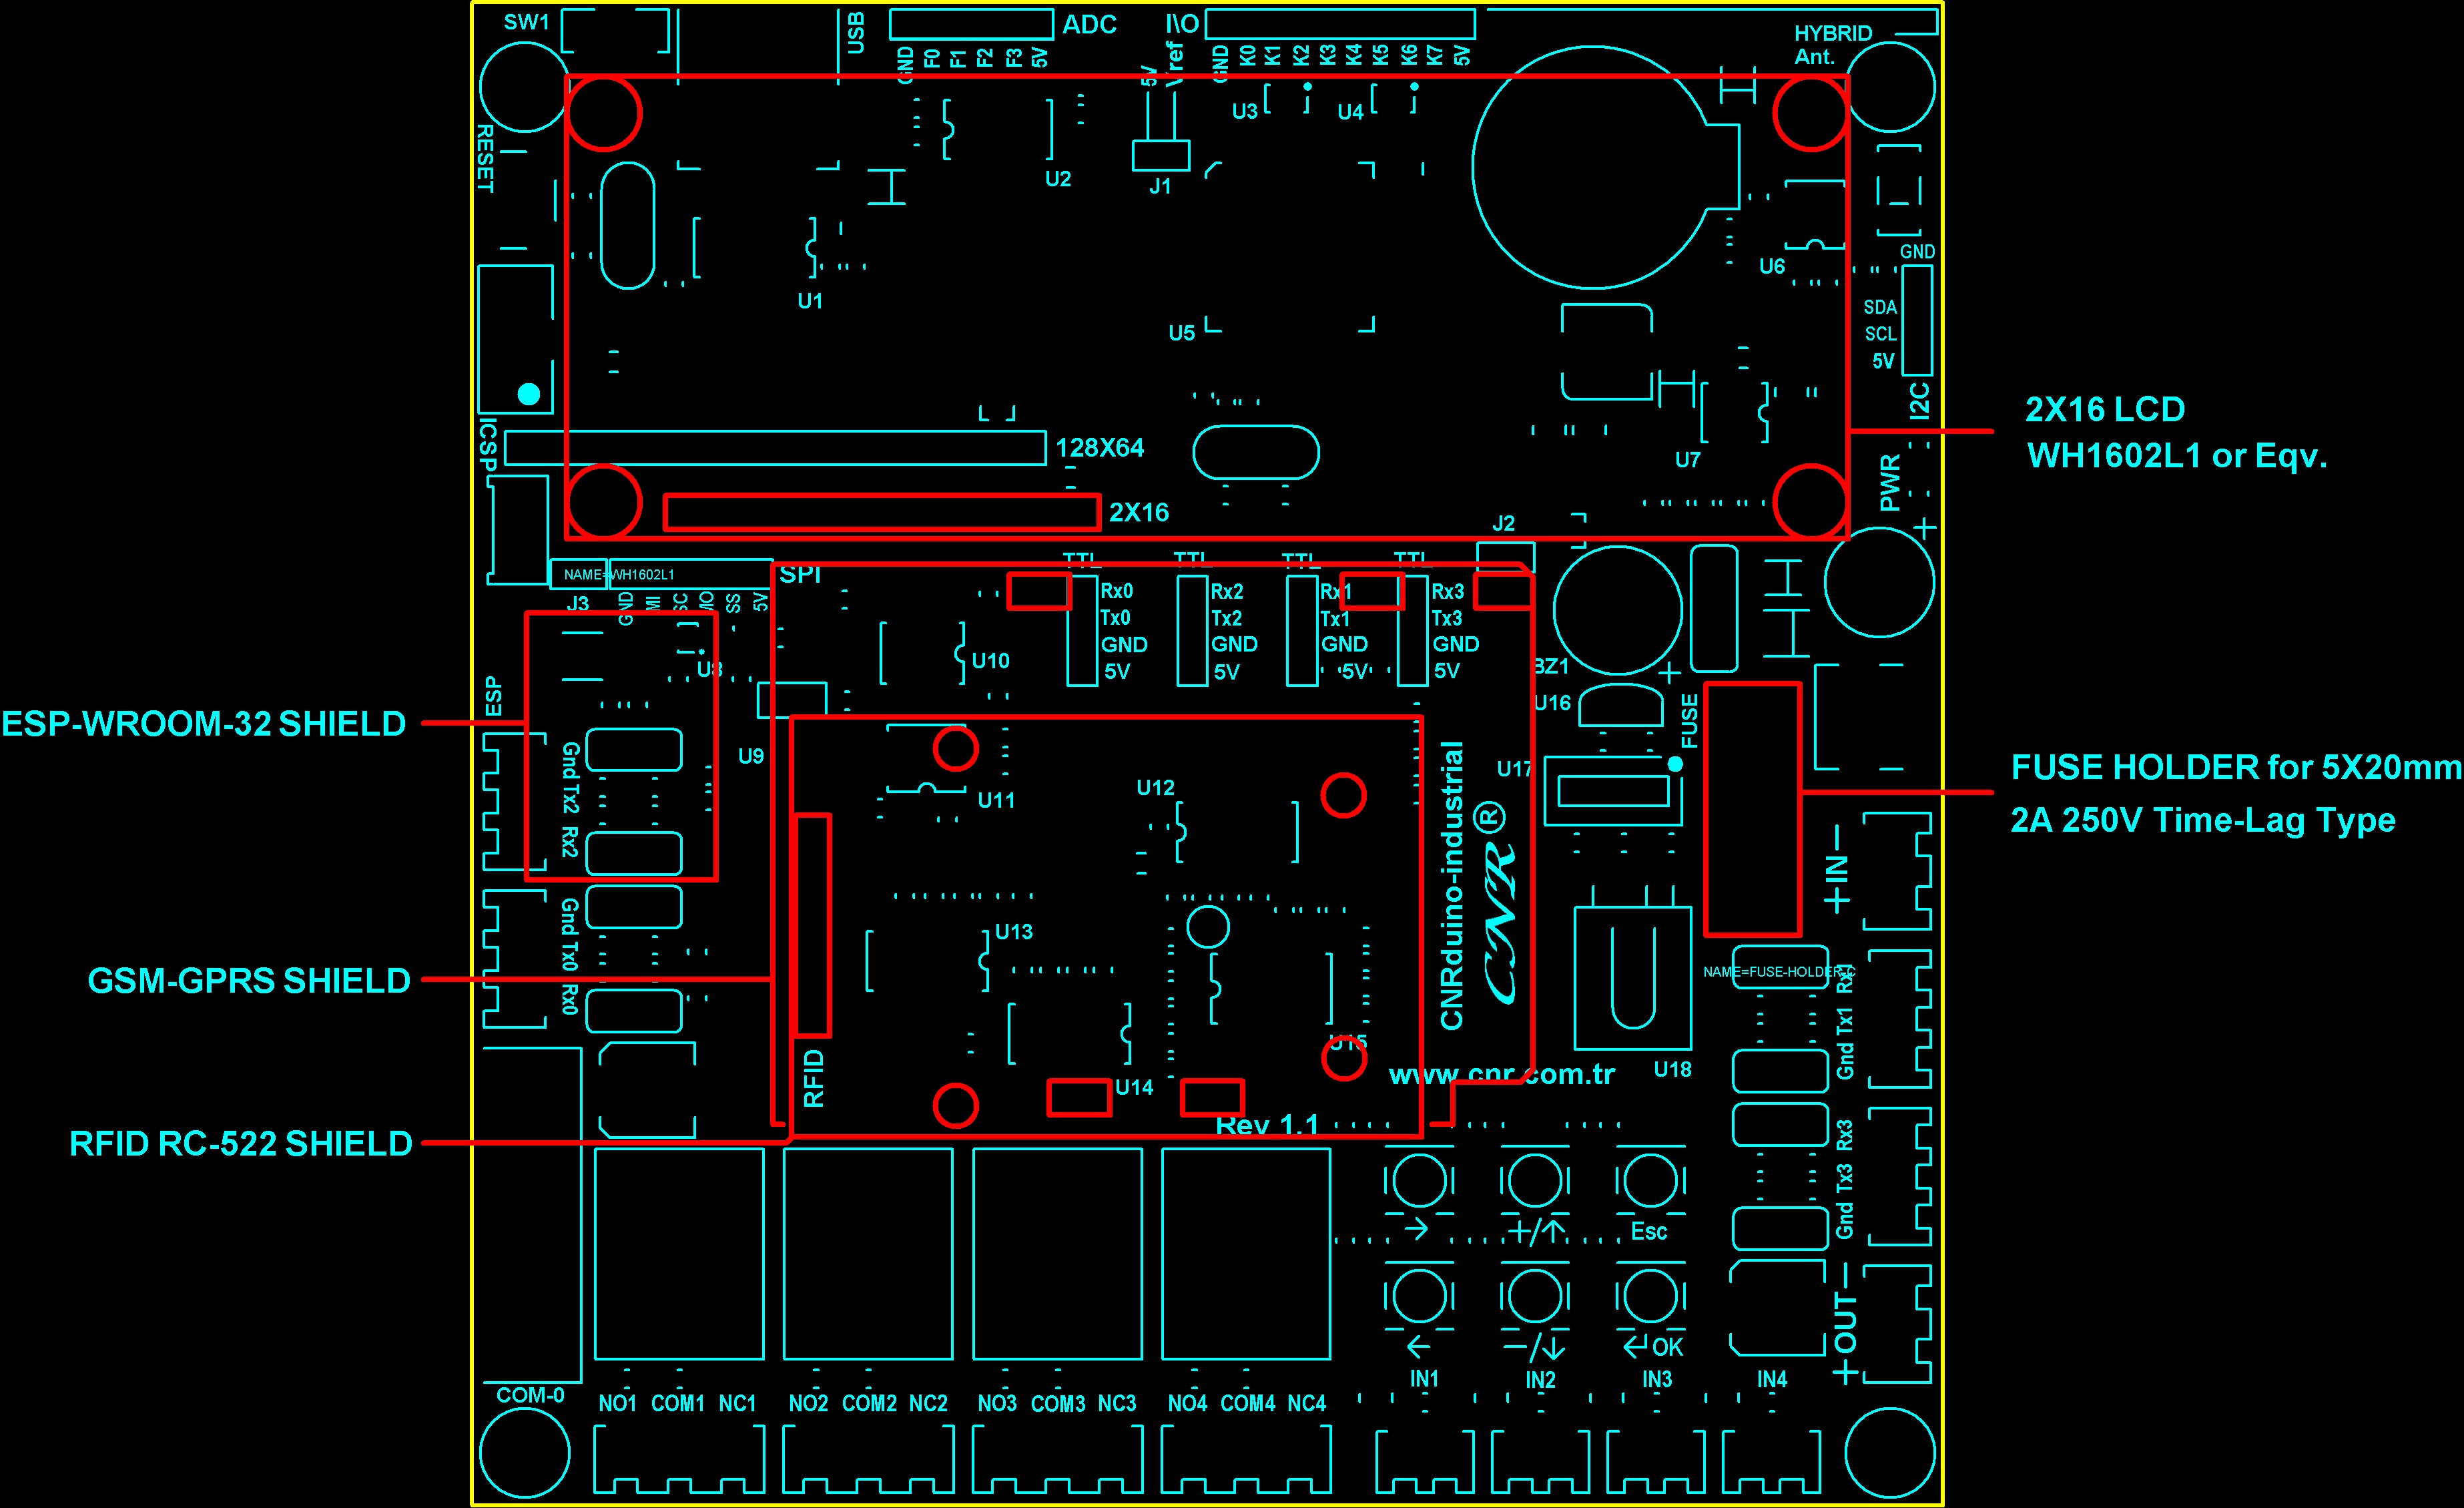 SW1
USB
ADC
I\O
HYBRID
Ant.
GND F0 F1 F2 F3 5V
5V Vref
GND K0 K1 K2 K3 K4 K5 K6 K7 5V
U3
U4
RESET
U2
J1
U6
GND
U1
SDA
U5
SCL
5V
I2C
2X16 LCD
WH1602L1 or Eqv.
ICSP
128X64
U7
PWR
+
2X16
J2
TTL TTL TTL TTL
NAME=WH1602L1
SPI
J3
GND MI SC MO SS 5V
Rx0 Rx2 Rx1 Rx3
Tx0 Tx2 Tx1 Tx3
GND GND GND GND
5V 5V 5V 5V
U10
U8
BZ1
+
U16
ESP
FUSE
ESP-WROOM-32 SHIELD
U9
U17
FUSE HOLDER for 5X20mm
2A 250V Time-Lag Type
Gnd Tx2 Rx2
U11
U12
CNRduino-industrial
CNR®
+IN−
U13
Gnd Tx0 Rx0
NAME=FUSE-HOLDER-C
GSM-GPRS SHIELD
Gnd Tx1 Rx1
U15
RFID
U14
www.cnr.com.tr
U18
Rev 1.1
RFID RC-522 SHIELD
Gnd Tx3 Rx3
→ +/↑ Esc
+OUT−
← −/↓ ↵OK
IN1 IN2 IN3 IN4
COM-0
NO1 COM1 NC1 NO2 COM2 NC2 NO3 COM3 NC3 NO4 COM4 NC4